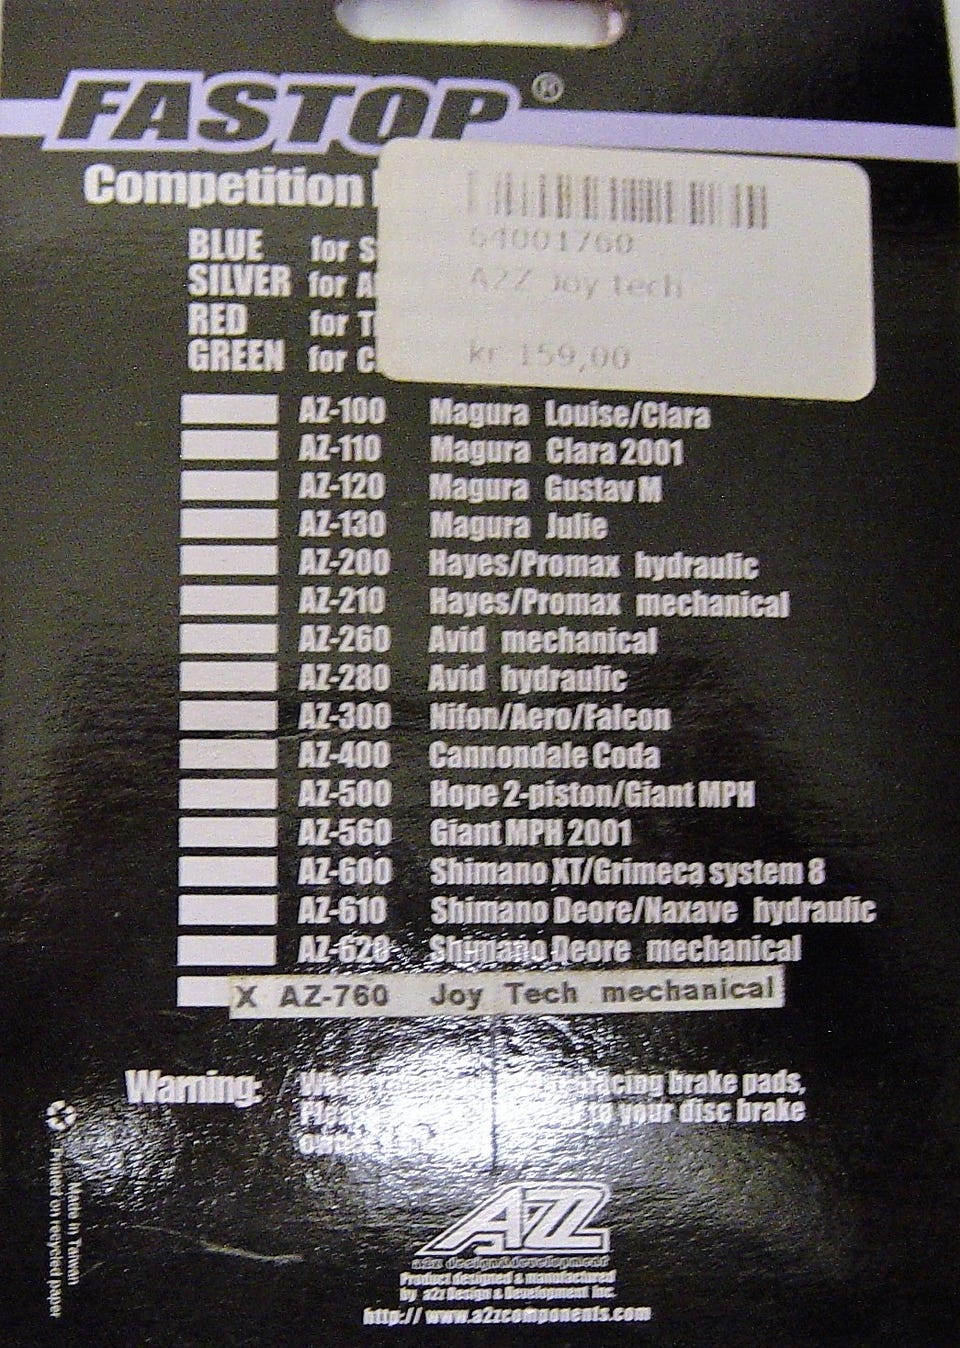 FASTOP ®
Competition
BLUE for S
SILVER for Al
RED for Ti
GREEN for C
64001760
A2Z Joy tech
kr 159,00
AZ-100 Magura Louise/Clara
AZ-110 Magura Clara 2001
AZ-120 Magura Gustav M
AZ-130 Magura Julie
AZ-200 Hayes/Promax hydraulic
AZ-210 Hayes/Promax mechanical
AZ-260 Avid mechanical
AZ-280 Avid hydraulic
AZ-300 Nifon/Aero/Falcon
AZ-400 Cannondale Coda
AZ-500 Hope 2-piston/Giant MPH
AZ-560 Giant MPH 2001
AZ-600 Shimano XT/Grimeca system 8
AZ-610 Shimano Deore/Naxave hydraulic
AZ-620 Shimano Deore mechanical
X AZ-760 Joy Tech mechanical
Warning: brake pads,
to your disc brake
Made in Taiwan
Printed on recycled paper
AZZ
a2z design&development
Product designed & manufactured
by a2z Design & Development Inc.
http://www.a2zcomponents.com